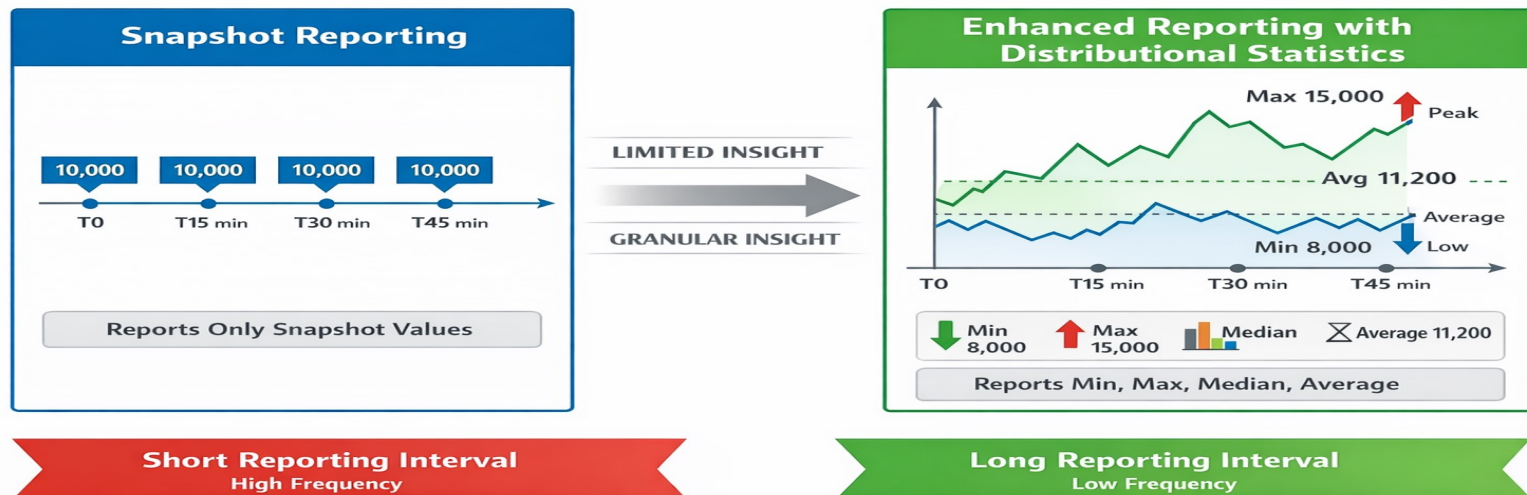 Snapshot Reporting
10,000 10,000 10,000 10,000
T0 T15 min T30 min T45 min
Reports Only Snapshot Values
LIMITED INSIGHT
GRANULAR INSIGHT
Enhanced Reporting with
Distributional Statistics
Max 15,000
Peak
Avg 11,200
Average
Min 8,000
Low
T0 T15 min T30 min T45 min
Min
8,000
Max
15,000
Median
Average 11,200
Reports Min, Max, Median, Average
Short Reporting Interval
High Frequency
Long Reporting Interval
Low Frequency